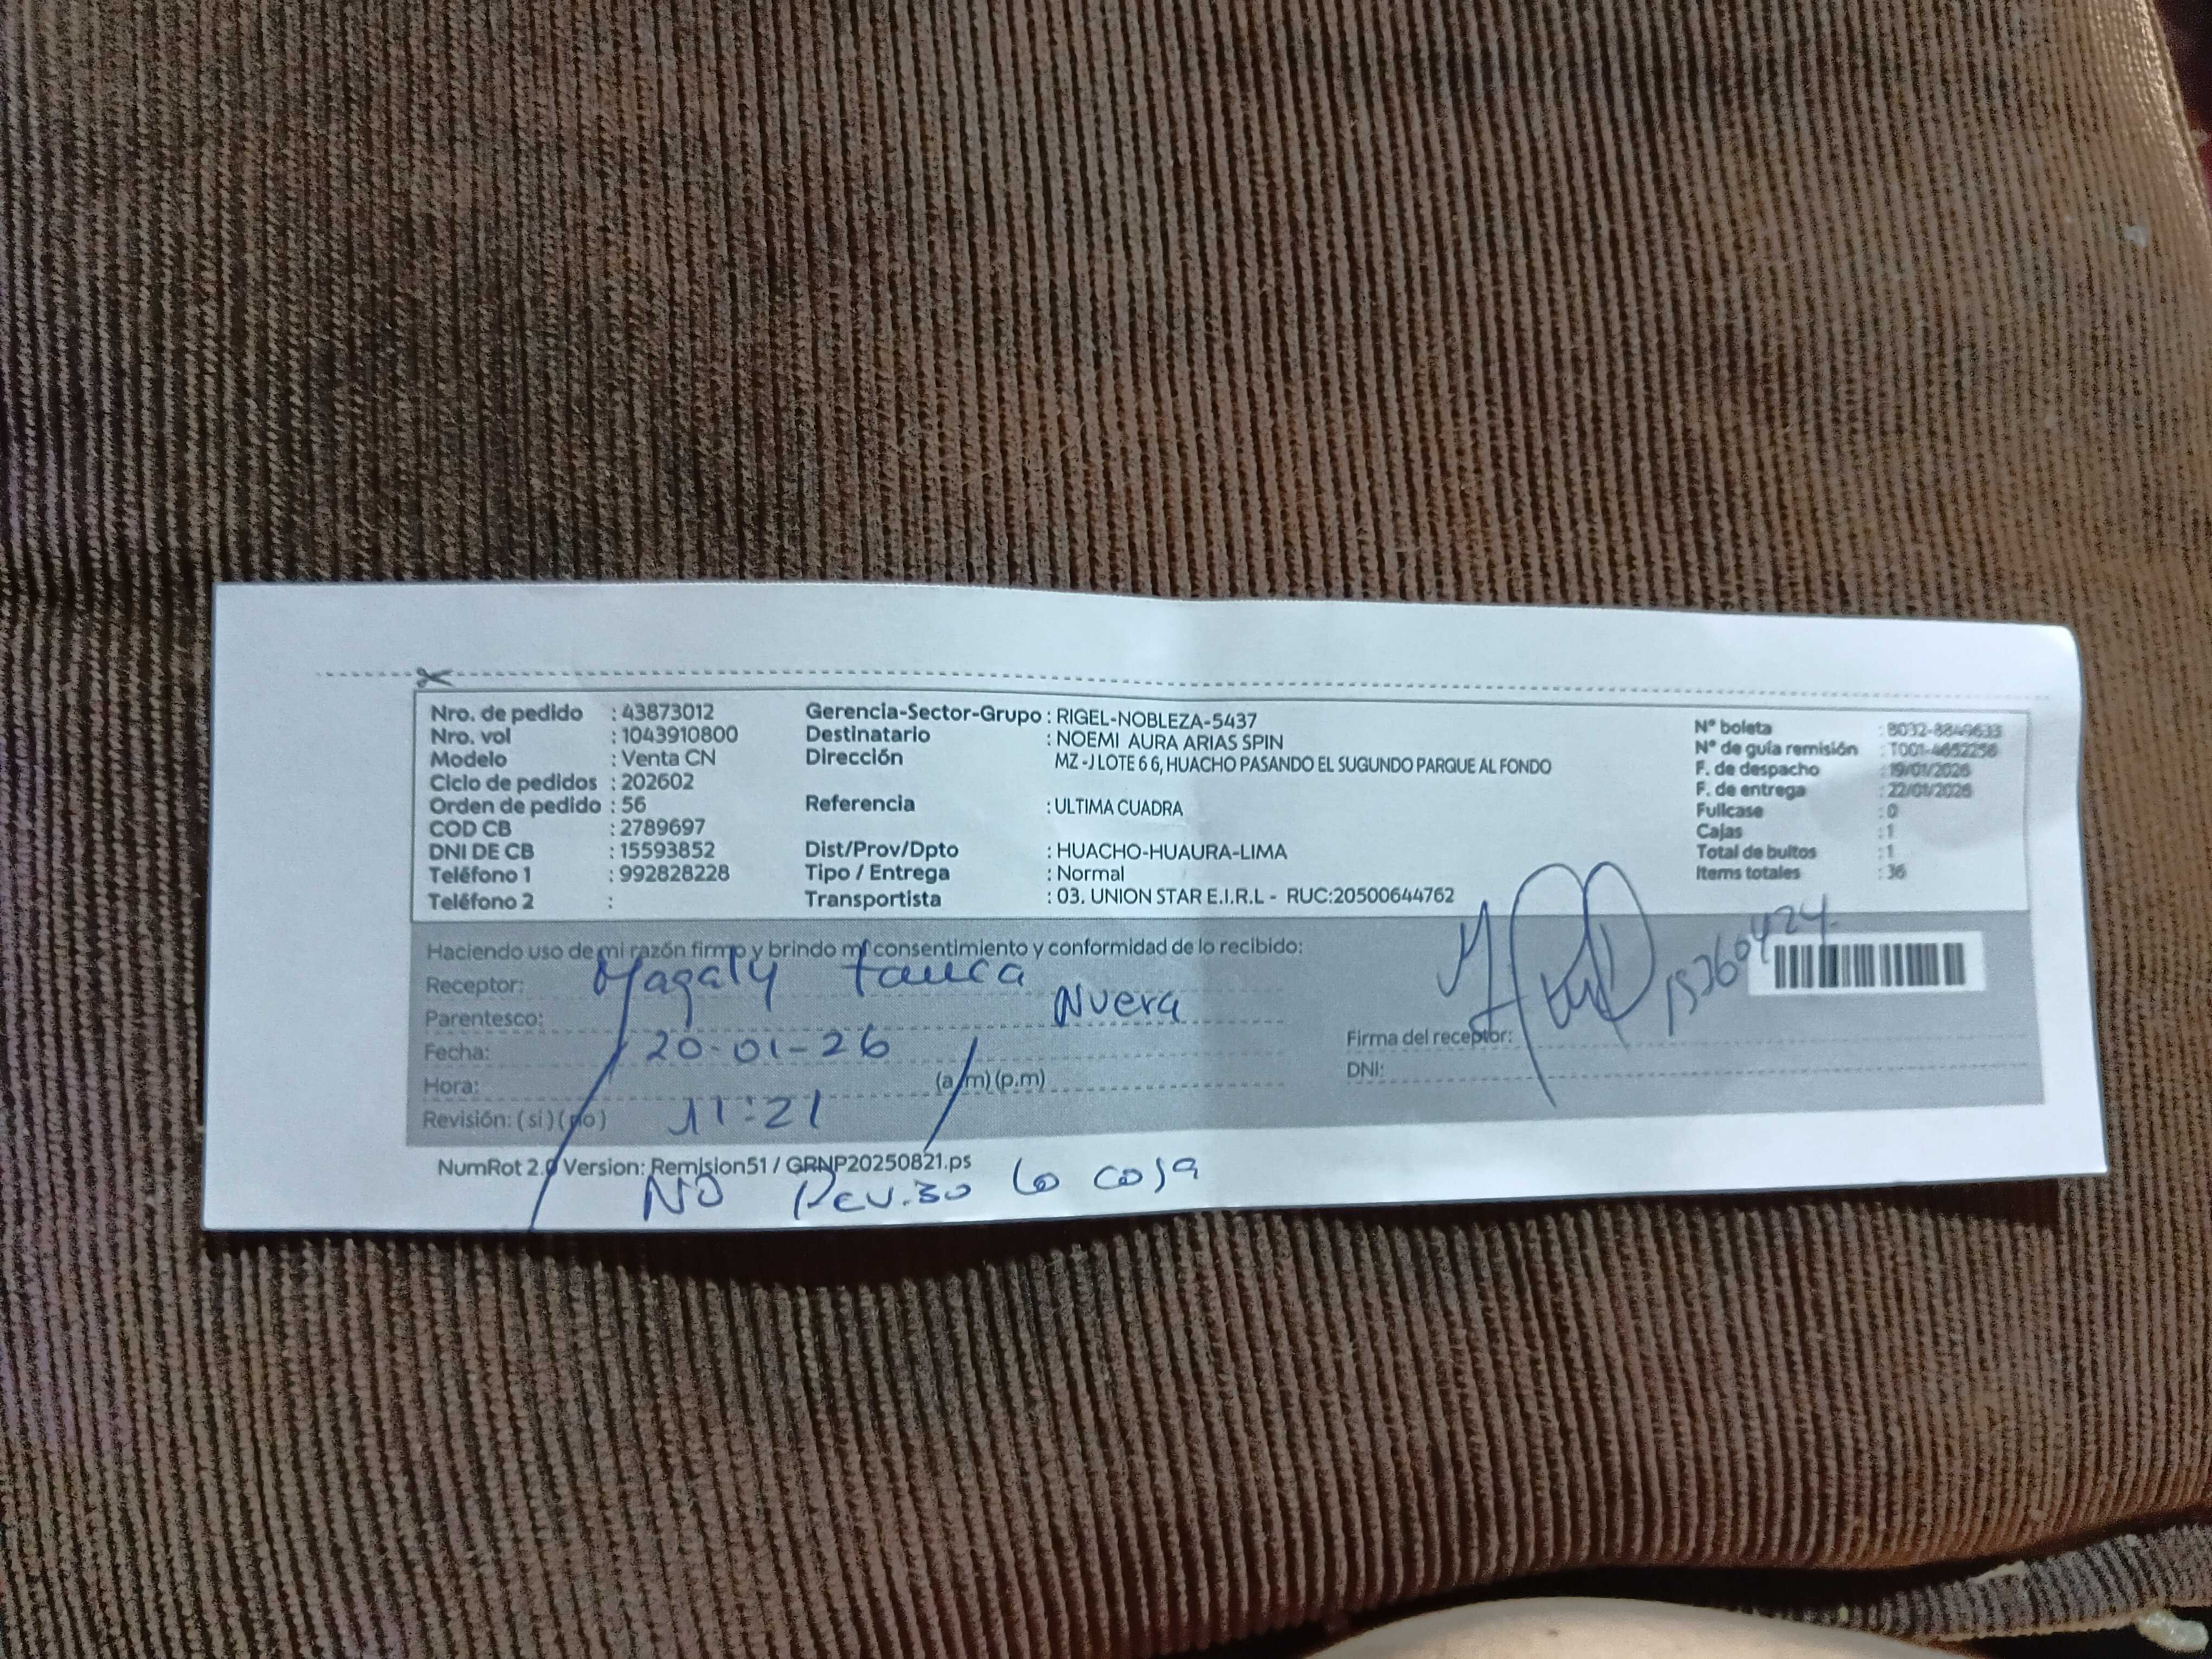 Nro. de pedido : 43873012
Nro. vol : 1043910800
Modelo : Venta CN
Ciclo de pedidos : 202602
Orden de pedido : 56
COD CB : 2789697
DNI DE CB : 15593852
Teléfono 1 : 992828228
Teléfono 2 :
Gerencia-Sector-Grupo : RIGEL-NOBLEZA-5437
Destinatario : NOEMI AURA ARIAS SPIN
Dirección MZ -J LOTE 6 6, HUACHO PASANDO EL SUGUNDO PARQUE AL FONDO
Referencia : ULTIMA CUADRA
Dist/Prov/Dpto : HUACHO-HUAURA-LIMA
Tipo / Entrega : Normal
Transportista : 03. UNION STAR E.I.R.L - RUC:20500644762
N° boleta : B032-8849633
N° de guía remisión : T001-4652256
F. de despacho : 19/01/2026
F. de entrega : 22/01/2026
Fullcase : 0
Cajas : 1
Total de bultos : 1
Items totales : 36
Haciendo uso de mi razón firmo y brindo mi consentimiento y conformidad de lo recibido:
Receptor: Magaly Tauca
Parentesco: Nuera
Fecha: 20-01-26
Hora: (a.m) (p.m)
Revisión: ( si ) ( no ) 11:21
Firma del receptor:
DNI:
NumRot 2.0 Version: Remision51 / GRNP20250821.ps
NO Reviso la caja